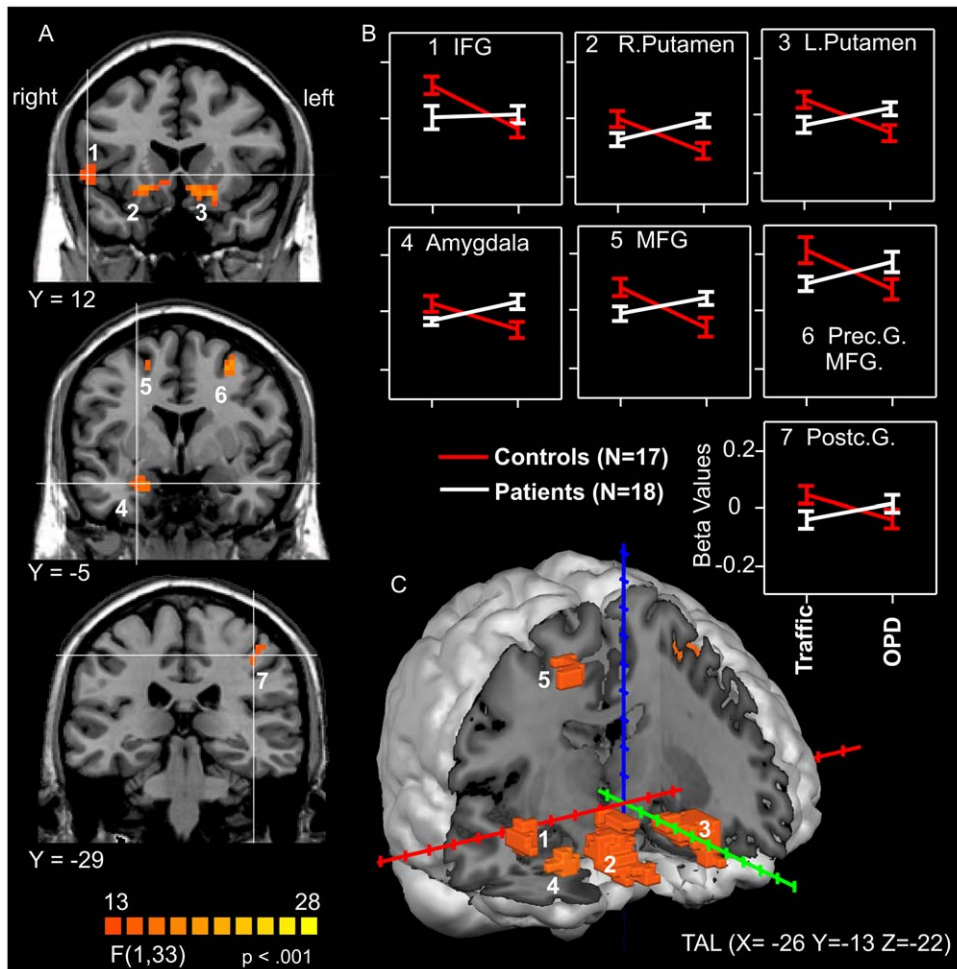 A
right
left
1
2
3
Y = 12
5
6
4
Y = -5
7
Y = -29
13
28
F(1,33)
p < .001
B
1 IFG
2 R.Putamen
3 L.Putamen
4 Amygdala
5 MFG
6 Prec.G.
MFG.
Controls (N=17)
Patients (N=18)
7 Postc.G.
0.2
0
-0.2
Beta Values
Traffic
OPD
C
5
1
2
3
4
TAL (X= -26 Y=-13 Z=-22)